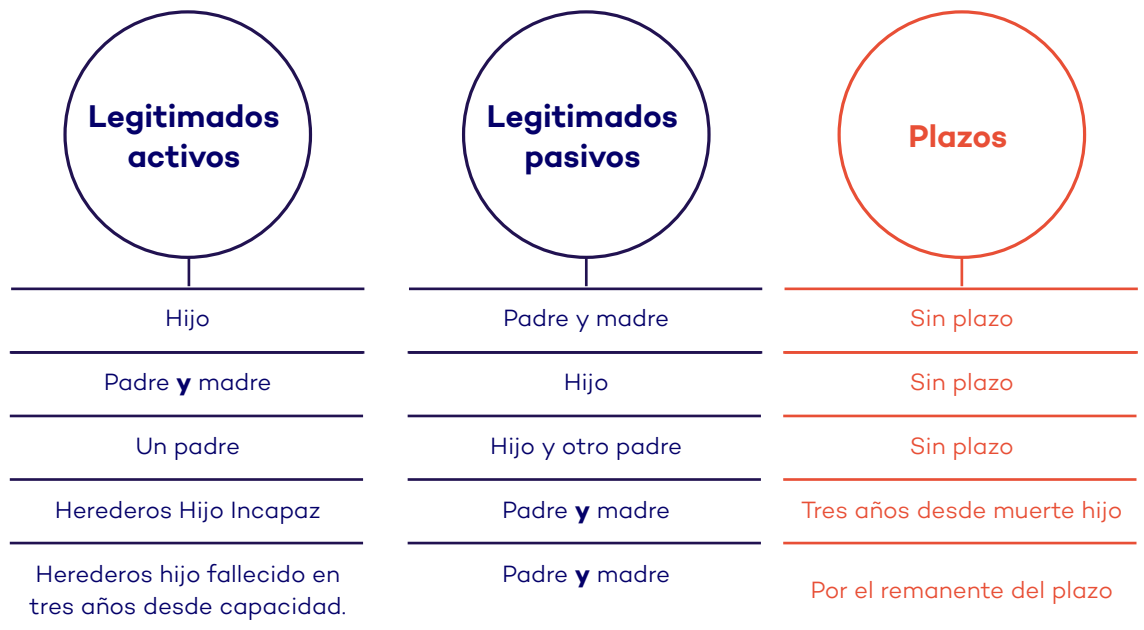 Legitimados
activos
Legitimados
pasivos
Plazos
Hijo
Padre y madre
Sin plazo
Padre y madre
Hijo
Sin plazo
Un padre
Hijo y otro padre
Sin plazo
Herederos Hijo Incapaz
Padre y madre
Tres años desde muerte hijo
Herederos hijo fallecido en
tres años desde capacidad.
Padre y madre
Por el remanente del plazo